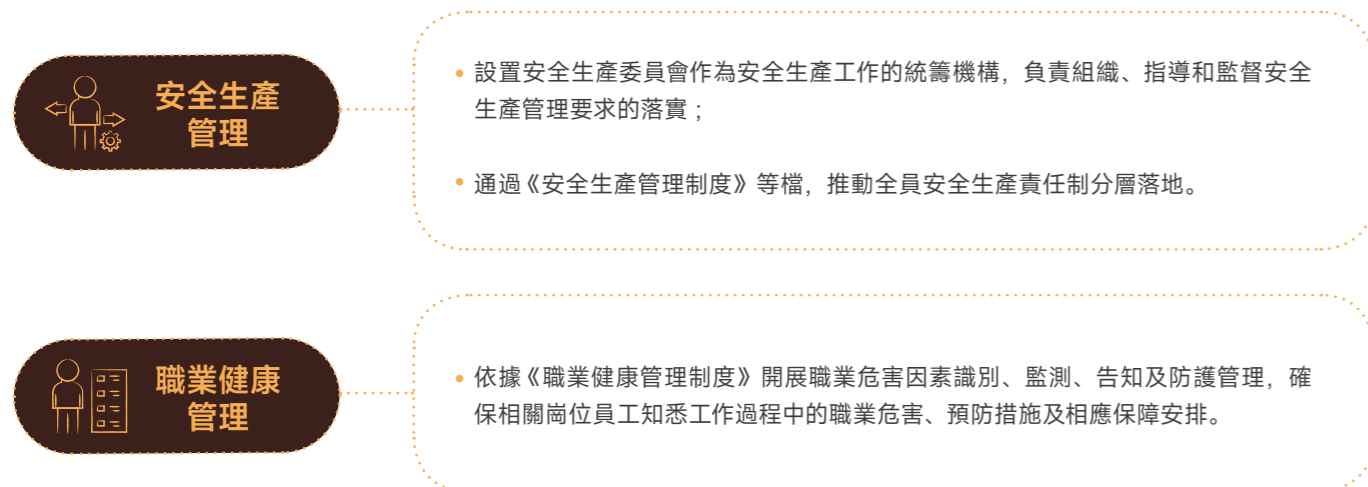 安全生產
管理
• 設置安全生產委員會作為安全生產工作的統籌機構，負責組織、指導和監督安全
生產管理要求的落實；
• 通過《安全生產管理制度》等檔，推動全員安全生產責任制分層落地。
職業健康
管理
• 依據《職業健康管理制度》開展職業危害因素識別、監測、告知及防護管理，確
保相關崗位員工知悉工作過程中的職業危害、預防措施及相應保障安排。